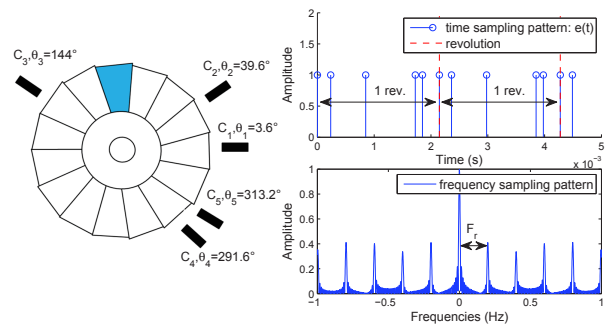 C3,θ3=144°
C2,θ2=39.6°
C1,θ1=3.6°
C5,θ5=313.2°
C4,θ4=291.6°
2
1.5
1
0.5
0
Amplitude
time sampling pattern: e(t)
revolution
1 rev.
1 rev.
0
1
2
3
4
5
Time (s)
x 10^-3
1
0.8
0.6
0.4
0.2
0
Amplitude
frequency sampling pattern
Fr
-1
-0.5
0
0.5
1
Frequencies (Hz)